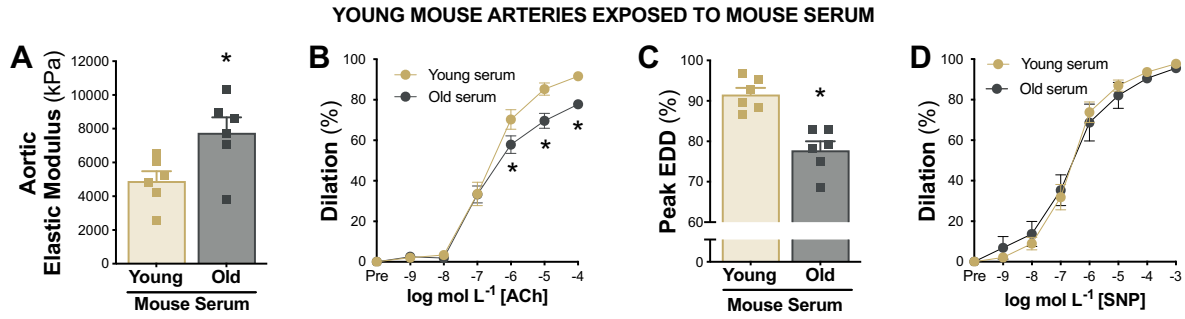 YOUNG MOUSE ARTERIES EXPOSED TO MOUSE SERUM
A
Aortic
Elastic Modulus (kPa)
12000
10000
8000
6000
4000
2000
0
*
Young Old
Mouse Serum
B
Dilation (%)
100
80
60
40
20
0
Young serum
Old serum
*
*
*
Pre -9 -8 -7 -6 -5 -4
log mol L⁻¹ [ACh]
C
Peak EDD (%)
100
90
80
70
60
0
*
Young Old
Mouse Serum
D
Dilation (%)
100
80
60
40
20
0
Young serum
Old serum
Pre -9 -8 -7 -6 -5 -4 -3
log mol L⁻¹ [SNP]